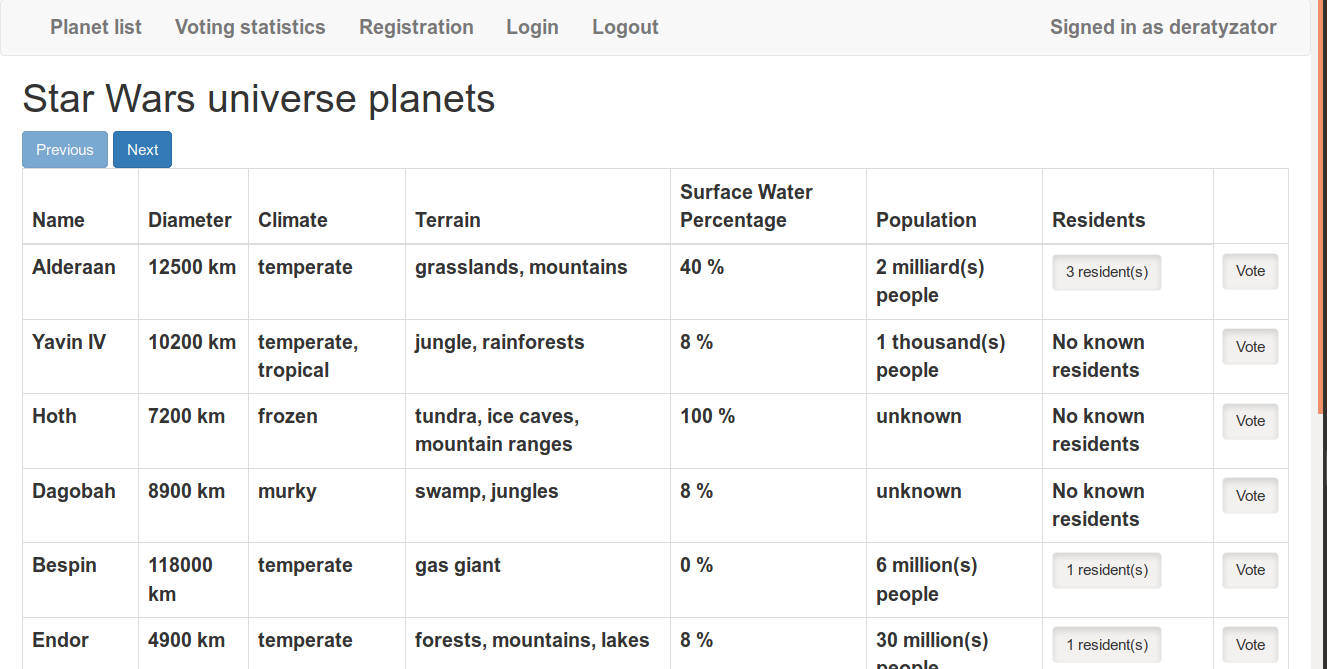 Planet list Voting statistics Registration Login Logout Signed in as deratyzator
Star Wars universe planets
Previous Next
Name Diameter Climate Terrain Surface Water Percentage Population Residents
Alderaan 12500 km temperate grasslands, mountains 40 % 2 milliard(s) people 3 resident(s) Vote
Yavin IV 10200 km temperate, tropical jungle, rainforests 8 % 1 thousand(s) people No known residents Vote
Hoth 7200 km frozen tundra, ice caves, mountain ranges 100 % unknown No known residents Vote
Dagobah 8900 km murky swamp, jungles 8 % unknown No known residents Vote
Bespin 118000 km temperate gas giant 0 % 6 million(s) people 1 resident(s) Vote
Endor 4900 km temperate forests, mountains, lakes 8 % 30 million(s) people 1 resident(s) Vote